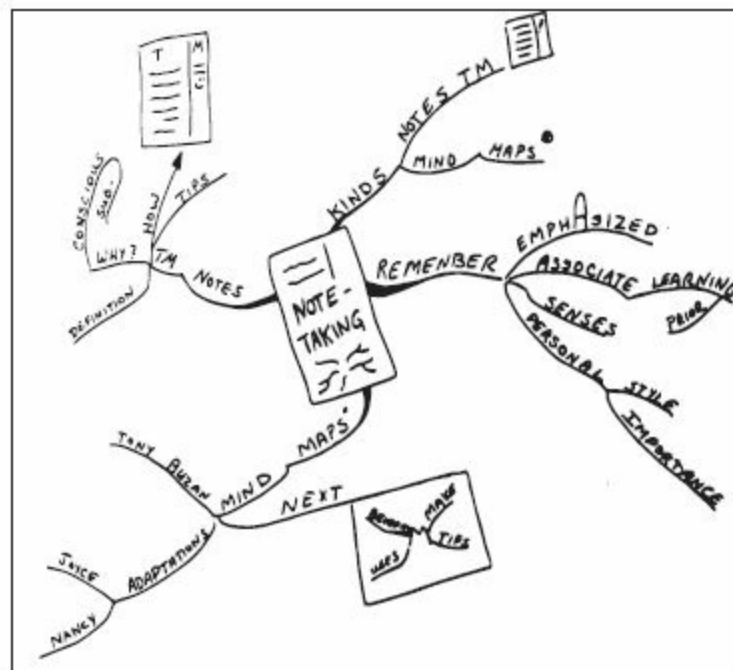 NOTE-
TAKING
KINDS
NOTES TM
MIND MAPS
REMENBER
EMPHASIZED
ASSOCIATE LEARNING
PRIOR
SENSES
PERSONAL
STYLE
IMPORTANCE
MIND MAPS
NEXT
MAKE
TIPS
USES
TONY BUZAN
ADAPTATIONS
JOYCE
NANCY
TM NOTES
TIPS
HOW
T M
WHY?
CONSCIOUS
SUB-
DEFINITION